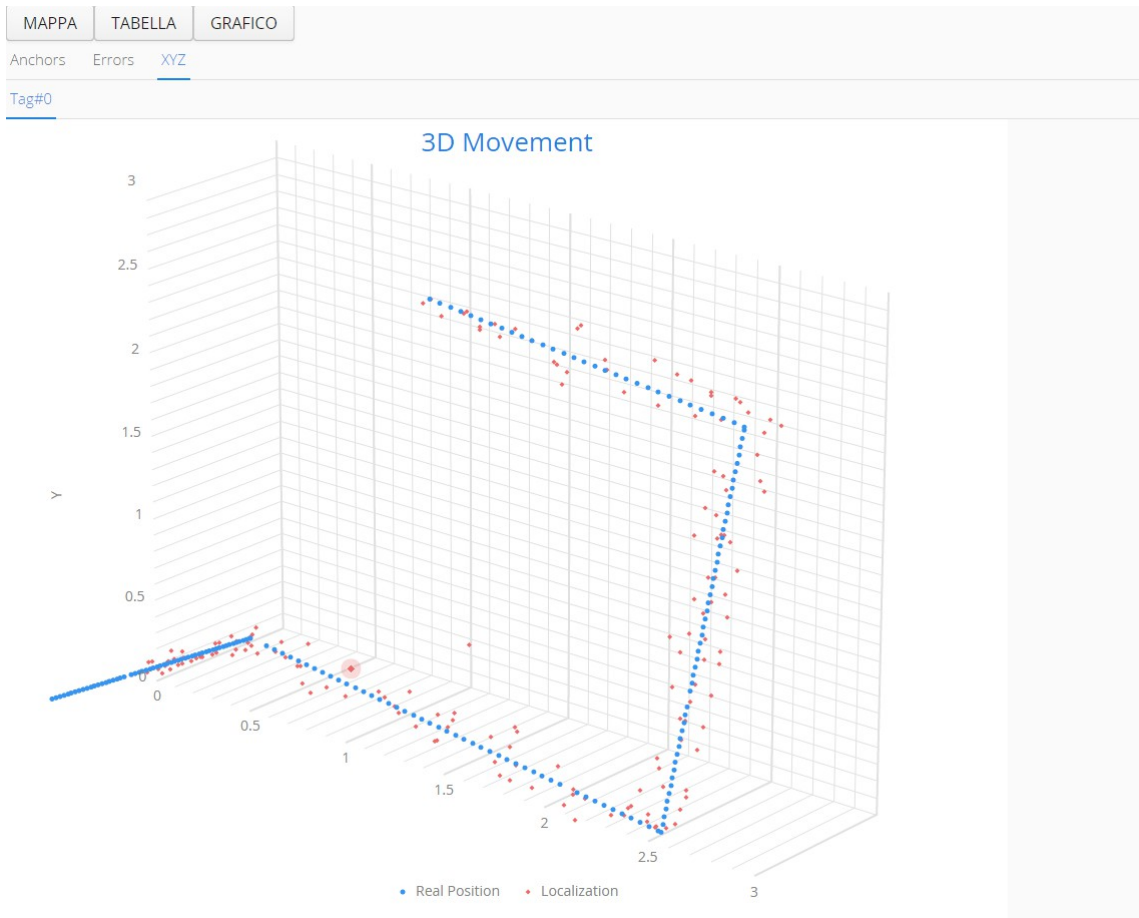 MAPPA TABELLA GRAFICO
Anchors Errors XYZ
Tag#0
3D Movement
3
2.5
2
1.5
Y
1
0.5
0
0
0.5
1
1.5
2
2.5
3
Real Position Localization